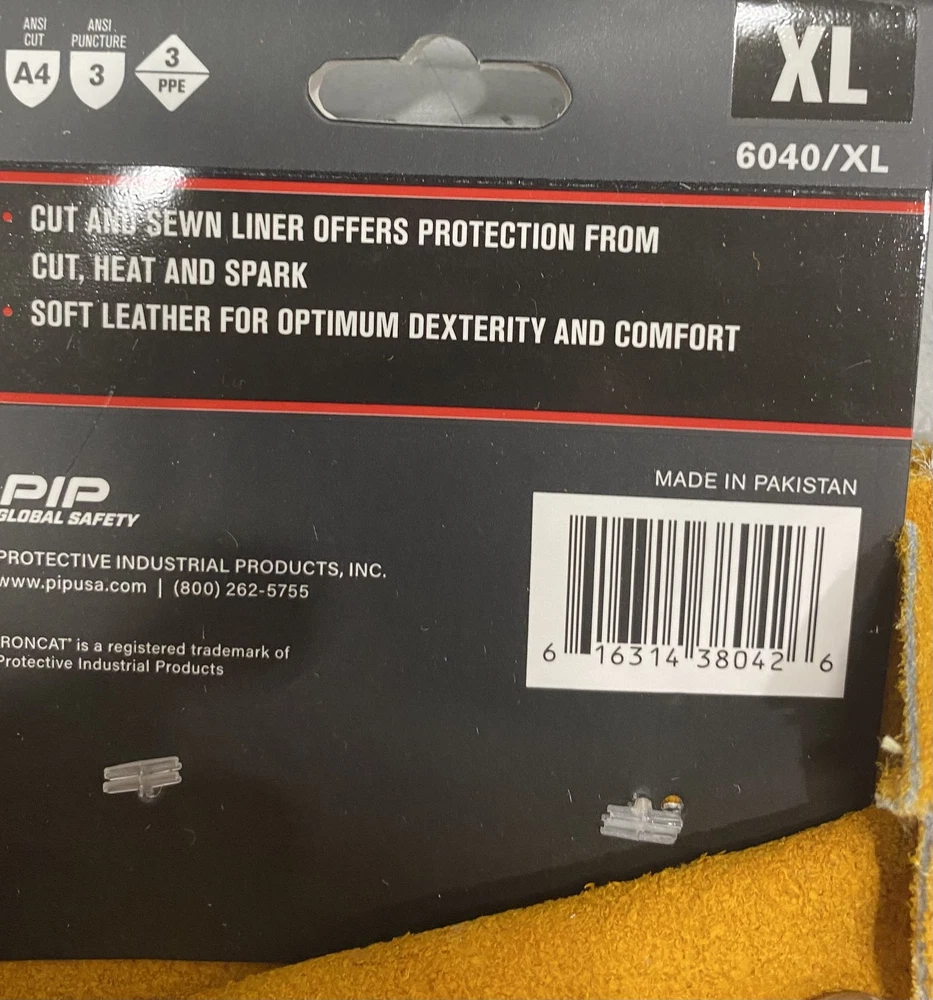 ANSI CUT
A4
ANSI PUNCTURE
3
3
PPE
XL
6040/XL
• CUT AND SEWN LINER OFFERS PROTECTION FROM
CUT, HEAT AND SPARK
• SOFT LEATHER FOR OPTIMUM DEXTERITY AND COMFORT
MADE IN PAKISTAN
PIP
GLOBAL SAFETY
PROTECTIVE INDUSTRIAL PRODUCTS, INC.
www.pipusa.com | (800) 262-5755
RONCAT® is a registered trademark of
Protective Industrial Products
6 16314 38042 6